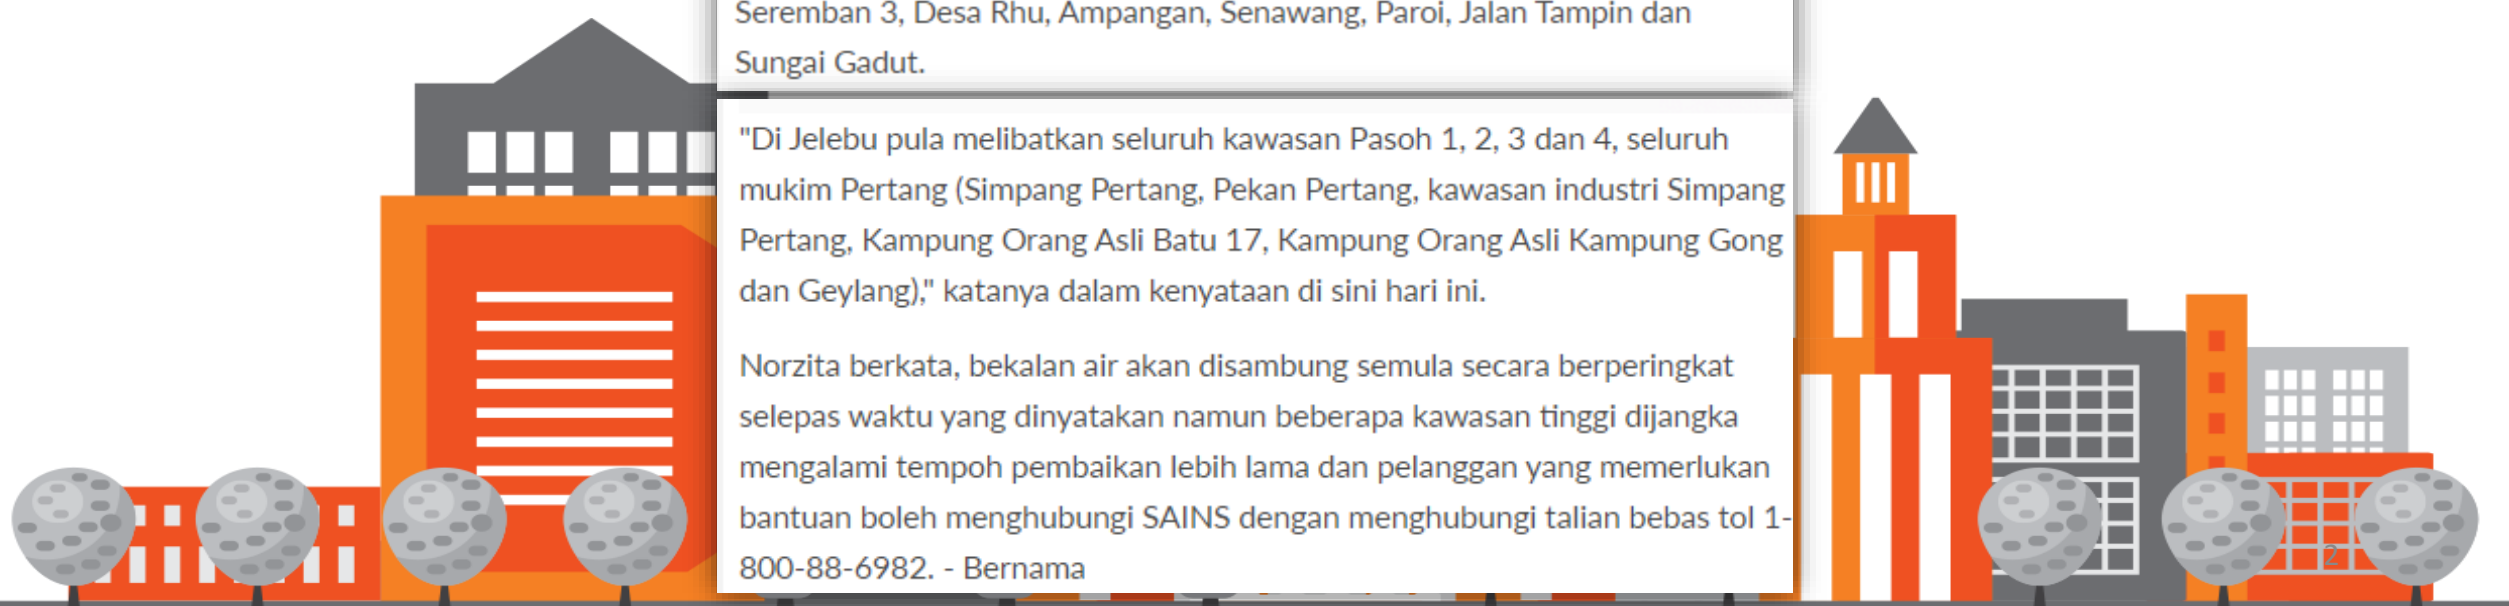 Seremban 3, Desa Rhu, Ampangan, Senawang, Paroi, Jalan Tampin dan
Sungai Gadut.
"Di Jelebu pula melibatkan seluruh kawasan Pasoh 1, 2, 3 dan 4, seluruh
mukim Pertang (Simpang Pertang, Pekan Pertang, kawasan industri Simpang
Pertang, Kampung Orang Asli Batu 17, Kampung Orang Asli Kampung Gong
dan Geylang)," katanya dalam kenyataan di sini hari ini.
Norzita berkata, bekalan air akan disambung semula secara berperingkat
selepas waktu yang dinyatakan namun beberapa kawasan tinggi dijangka
mengalami tempoh pembaikan lebih lama dan pelanggan yang memerlukan
bantuan boleh menghubungi SAINS dengan menghubungi talian bebas tol 1-
800-88-6982. - Bernama
2